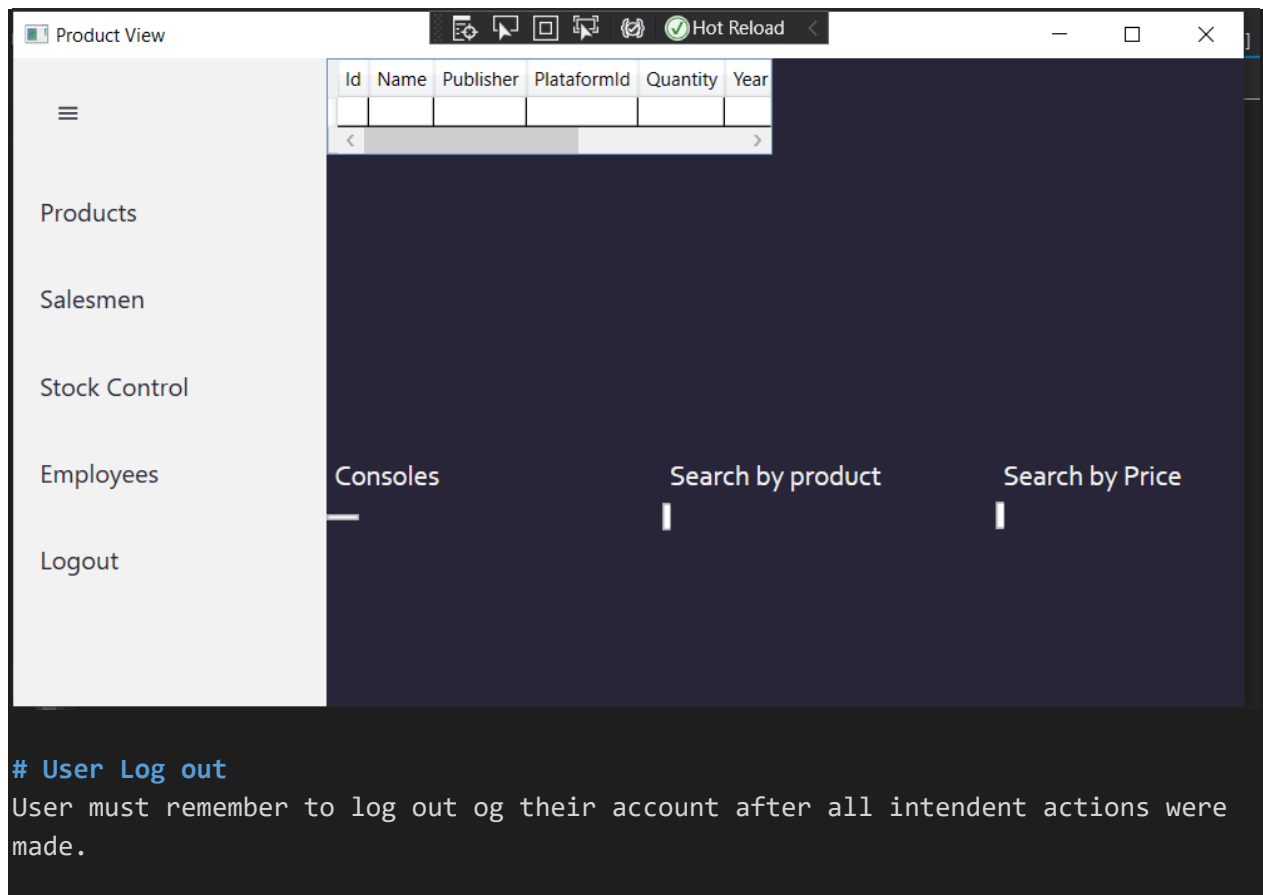 Product View
Hot Reload
]
Id Name Publisher PlataformId Quantity Year
Products
Salesmen
Stock Control
Employees
Logout
Consoles
Search by product
Search by Price
# User Log out
User must remember to log out og their account after all intendent actions were
made.